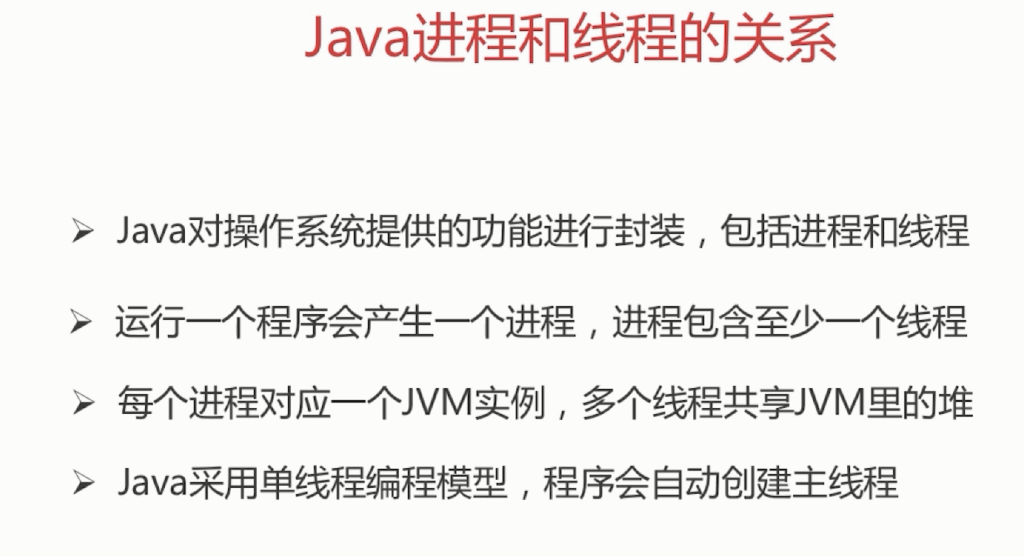 Java进程和线程的关系
➢ Java对操作系统提供的功能进行封装，包括进程和线程
➢ 运行一个程序会产生一个进程，进程包含至少一个线程
➢ 每个进程对应一个JVM实例，多个线程共享JVM里的堆
➢ Java采用单线程编程模型，程序会自动创建主线程